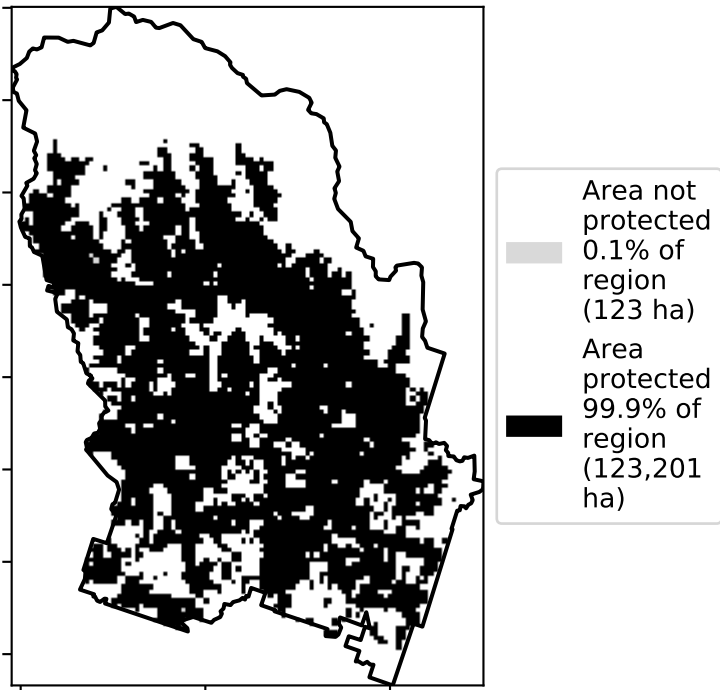 Area not
protected
0.1% of
region
(123 ha)
Area
protected
99.9% of
region
(123,201
ha)